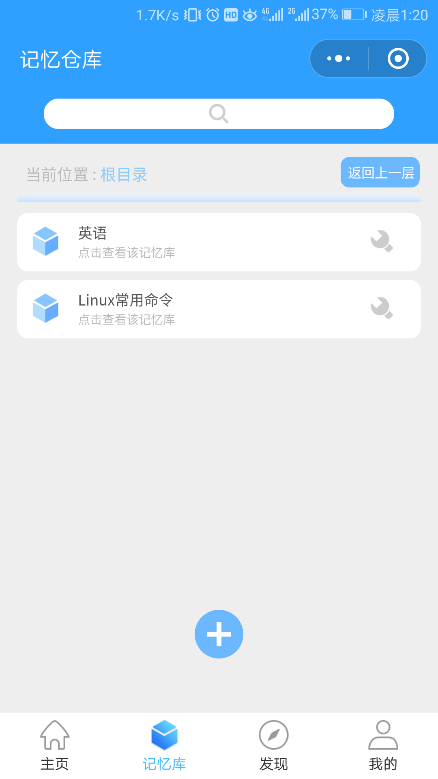 1.7K/s HD 4G 2G 37% 凌晨1:20
记忆仓库
当前位置 : 根目录
返回上一层
英语
点击查看该记忆库
Linux常用命令
点击查看该记忆库
主页
记忆库
发现
我的